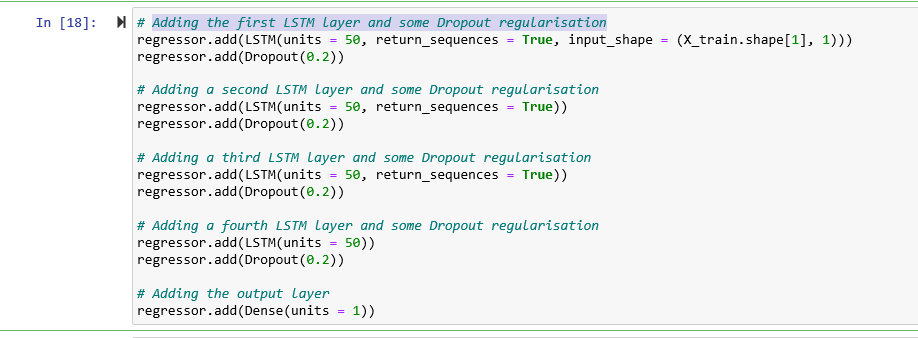 In [18]:
# Adding the first LSTM layer and some Dropout regularisation
regressor.add(LSTM(units = 50, return_sequences = True, input_shape = (X_train.shape[1], 1)))
regressor.add(Dropout(0.2))
# Adding a second LSTM layer and some Dropout regularisation
regressor.add(LSTM(units = 50, return_sequences = True))
regressor.add(Dropout(0.2))
# Adding a third LSTM layer and some Dropout regularisation
regressor.add(LSTM(units = 50, return_sequences = True))
regressor.add(Dropout(0.2))
# Adding a fourth LSTM layer and some Dropout regularisation
regressor.add(LSTM(units = 50))
regressor.add(Dropout(0.2))
# Adding the output layer
regressor.add(Dense(units = 1))